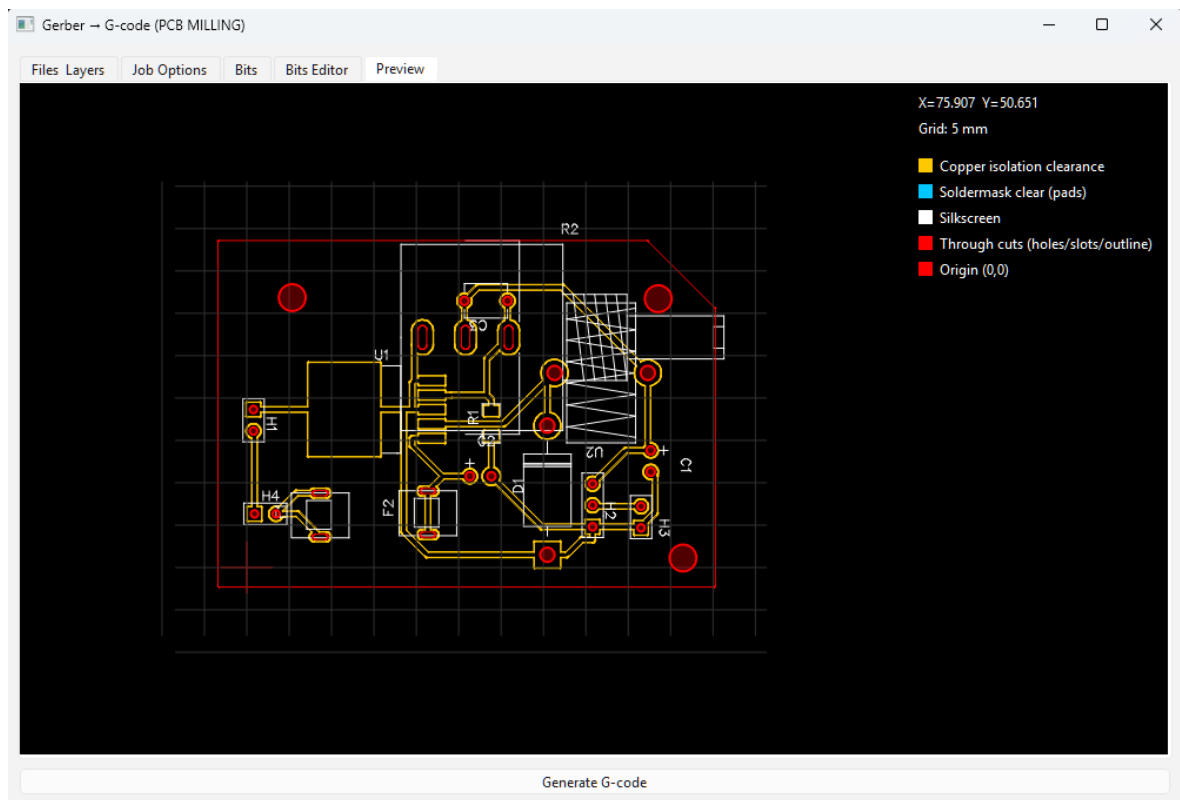 Gerber → G-code (PCB MILLING)
Files Layers Job Options Bits Bits Editor Preview
X=75.907 Y=50.651
Grid: 5 mm
Copper isolation clearance
Soldermask clear (pads)
Silkscreen
Through cuts (holes/slots/outline)
Origin (0,0)
R2
U1
R1
H1
+
U2
+
C1
D1
H4
F2
H2
H3
Generate G-code